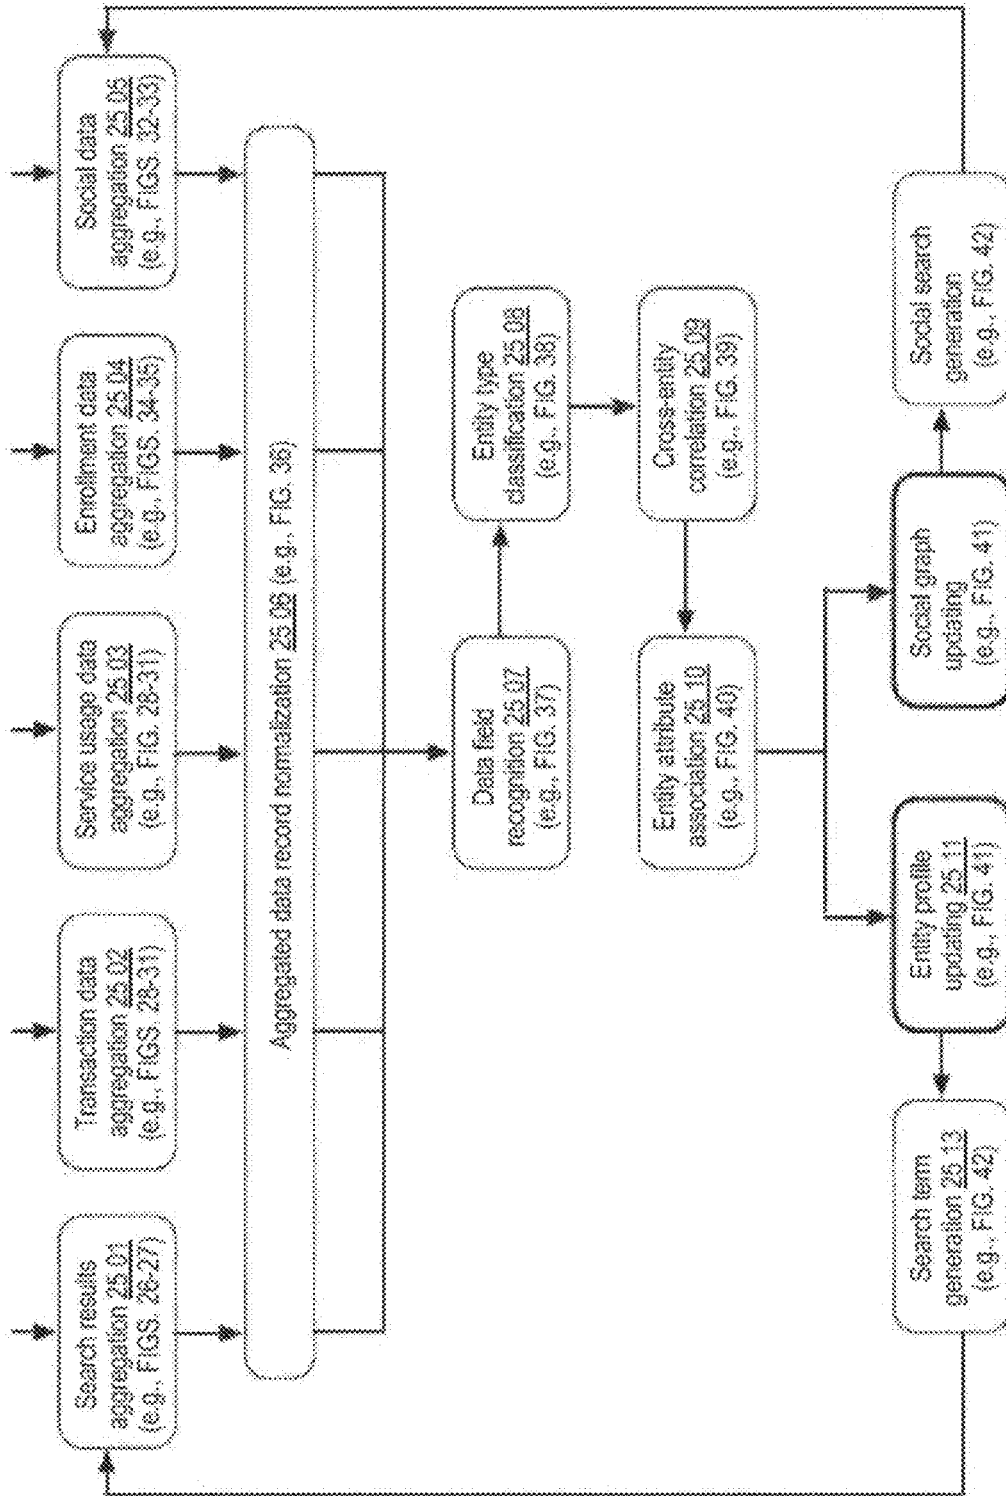 Search results
aggregation 25 01
(e.g., FIGS. 26-27)
Transaction data
aggregation 25 02
(e.g., FIGS. 28-31)
Service usage data
aggregation 25 03
(e.g., FIG. 28-31)
Enrollment data
aggregation 25 04
(e.g., FIGS. 34-35)
Social data
aggregation 25 05
(e.g., FIGS. 32-33)
Aggregated data record normalization 25 06 (e.g., FIG. 36)
Data field
recognition 25 07
(e.g., FIG. 37)
Entity type
classification 25 08
(e.g., FIG. 38)
Entity attribute
association 25 10
(e.g., FIG. 40)
Cross-entity
correlation 25 09
(e.g., FIG. 39)
Search term
generation 25 13
(e.g., FIG. 42)
Entity profile
updating 25 11
(e.g., FIG. 41)
Social graph
updating
(e.g., FIG. 41)
Social search
generation
(e.g., FIG. 42)